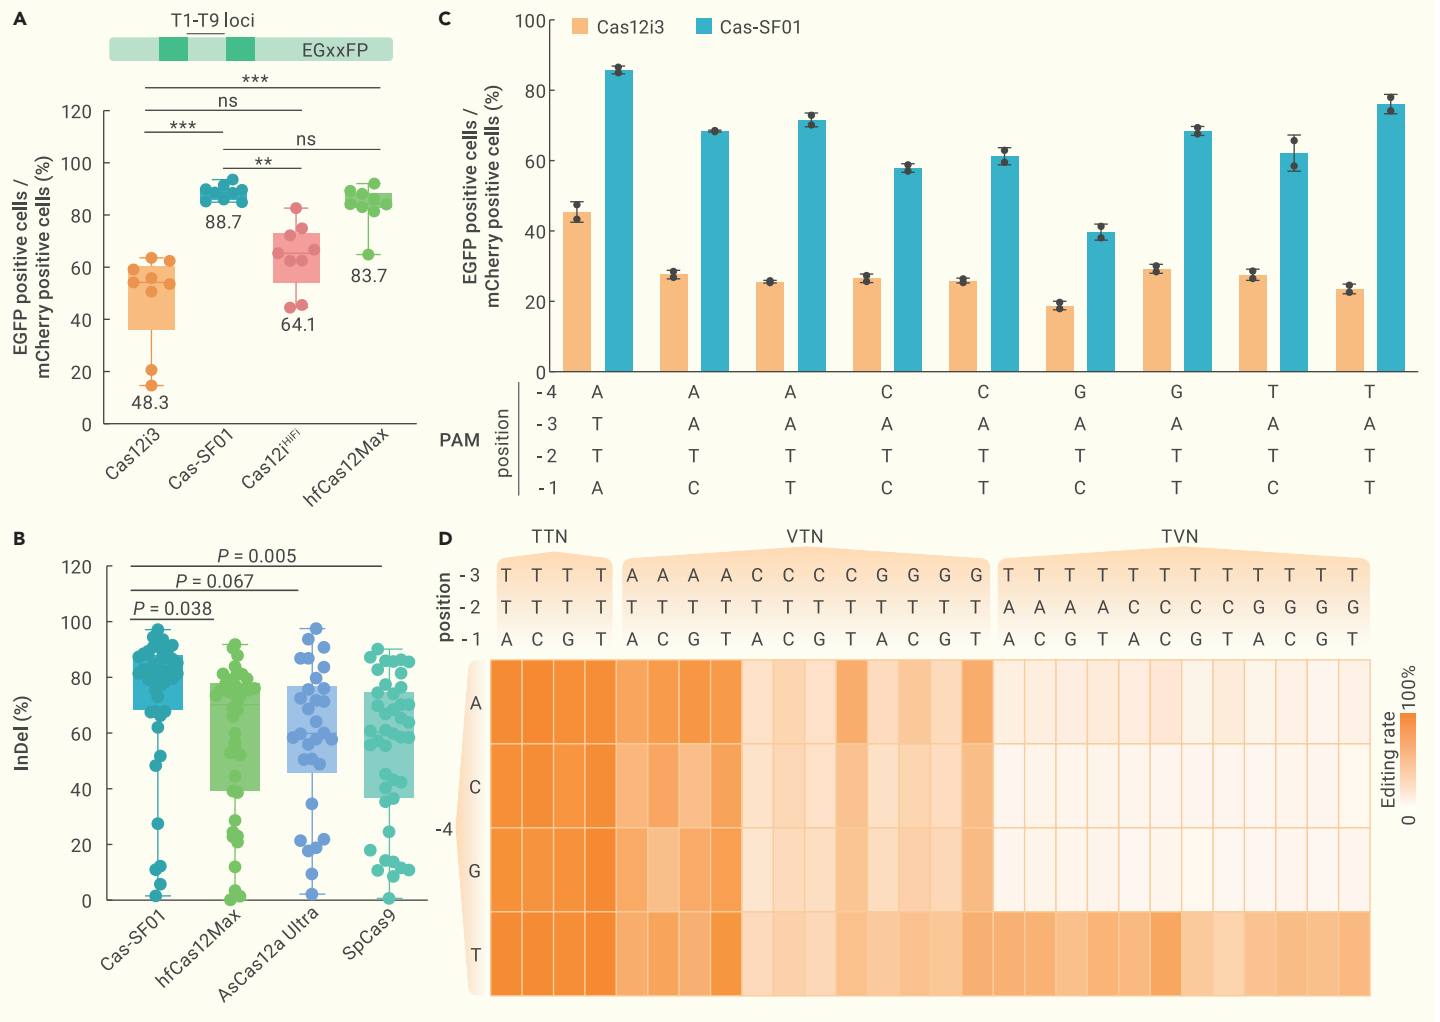 A
T1-T9 loci
EGxxFP
***
ns
***
ns
**
EGFP positive cells /
mCherry positive cells (%)
120
100
80
60
40
20
0
88.7
83.7
64.1
48.3
Cas12i3
Cas-SF01
Cas12iHiFi
hfCas12Max
C
Cas12i3
Cas-SF01
EGFP positive cells /
mCherry positive cells (%)
100
80
60
40
20
0
PAM
position
-4 A A A C C G G T T
-3 T A A A A A A A A
-2 T T T T T T T T T
-1 A C T C T C T C T
B
P = 0.005
P = 0.067
P = 0.038
InDel (%)
120
100
80
60
40
20
0
Cas-SF01
hfCas12Max
AsCas12a Ultra
SpCas9
D
TTN VTN TVN
position
-3 T T T T A A A A C C C C G G G G T T T T T T T T T T T T
-2 T T T T T T T T T T T T T T T T A A A A C C C C G G G G
-1 A C G T A C G T A C G T A C G T A C G T A C G T A C G T
-4
A
C
G
T
Editing rate
100%
0